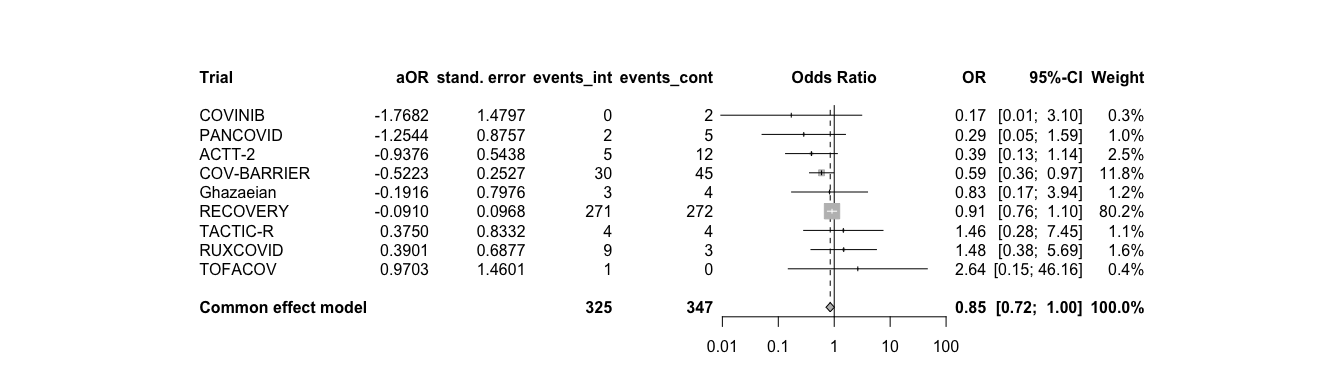 Trial aOR stand. error events_int events_cont Odds Ratio OR 95%-CI Weight
COVINIB -1.7682 1.4797 0 2 0.17 [0.01; 3.10] 0.3%
PANCOVID -1.2544 0.8757 2 5 0.29 [0.05; 1.59] 1.0%
ACTT-2 -0.9376 0.5438 5 12 0.39 [0.13; 1.14] 2.5%
COV-BARRIER -0.5223 0.2527 30 45 0.59 [0.36; 0.97] 11.8%
Ghazaeian -0.1916 0.7976 3 4 0.83 [0.17; 3.94] 1.2%
RECOVERY -0.0910 0.0968 271 272 0.91 [0.76; 1.10] 80.2%
TACTIC-R 0.3750 0.8332 4 4 1.46 [0.28; 7.45] 1.1%
RUXCOVID 0.3901 0.6877 9 3 1.48 [0.38; 5.69] 1.6%
TOFACOV 0.9703 1.4601 1 0 2.64 [0.15; 46.16] 0.4%
Common effect model 325 347 0.85 [0.72; 1.00] 100.0%
0.01 0.1 1 10 100